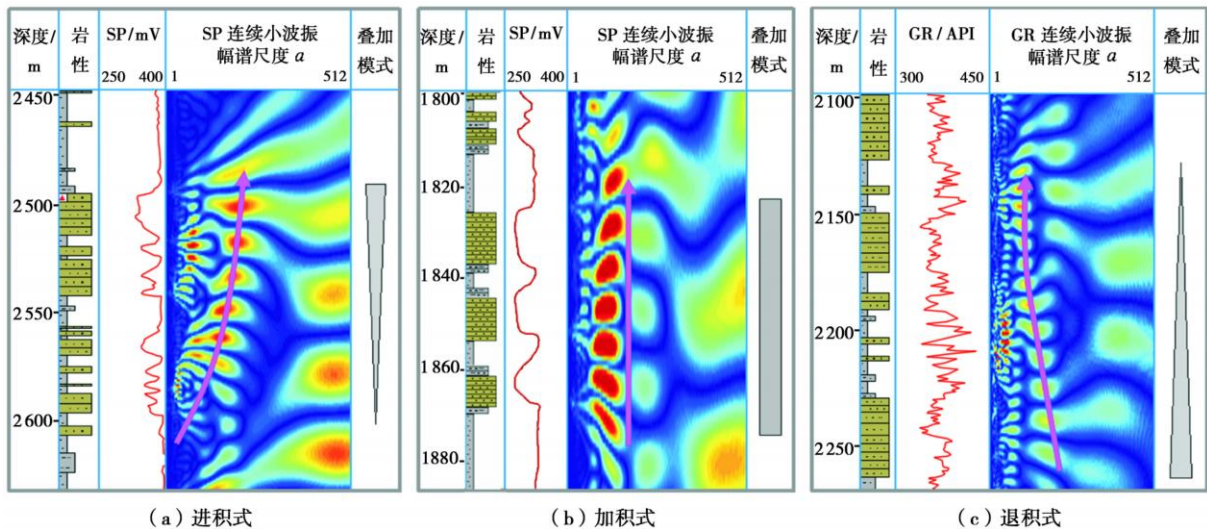 深度/
m
岩
性
SP/mV
250 400
SP 连续小波振
幅谱尺度 a
1 512
叠加
模式
2 450
2 500
2 550
2 600
(a) 进积式
深度/
m
岩
性
SP/mV
250 400
SP 连续小波振
幅谱尺度 a
1 512
叠加
模式
1 800
1 820
1 840
1 860
1 880
(b) 加积式
深度/
m
岩
性
GR/API
300 450
GR 连续小波振
幅谱尺度 a
1 512
叠加
模式
2 100
2 150
2 200
2 250
(c) 退积式